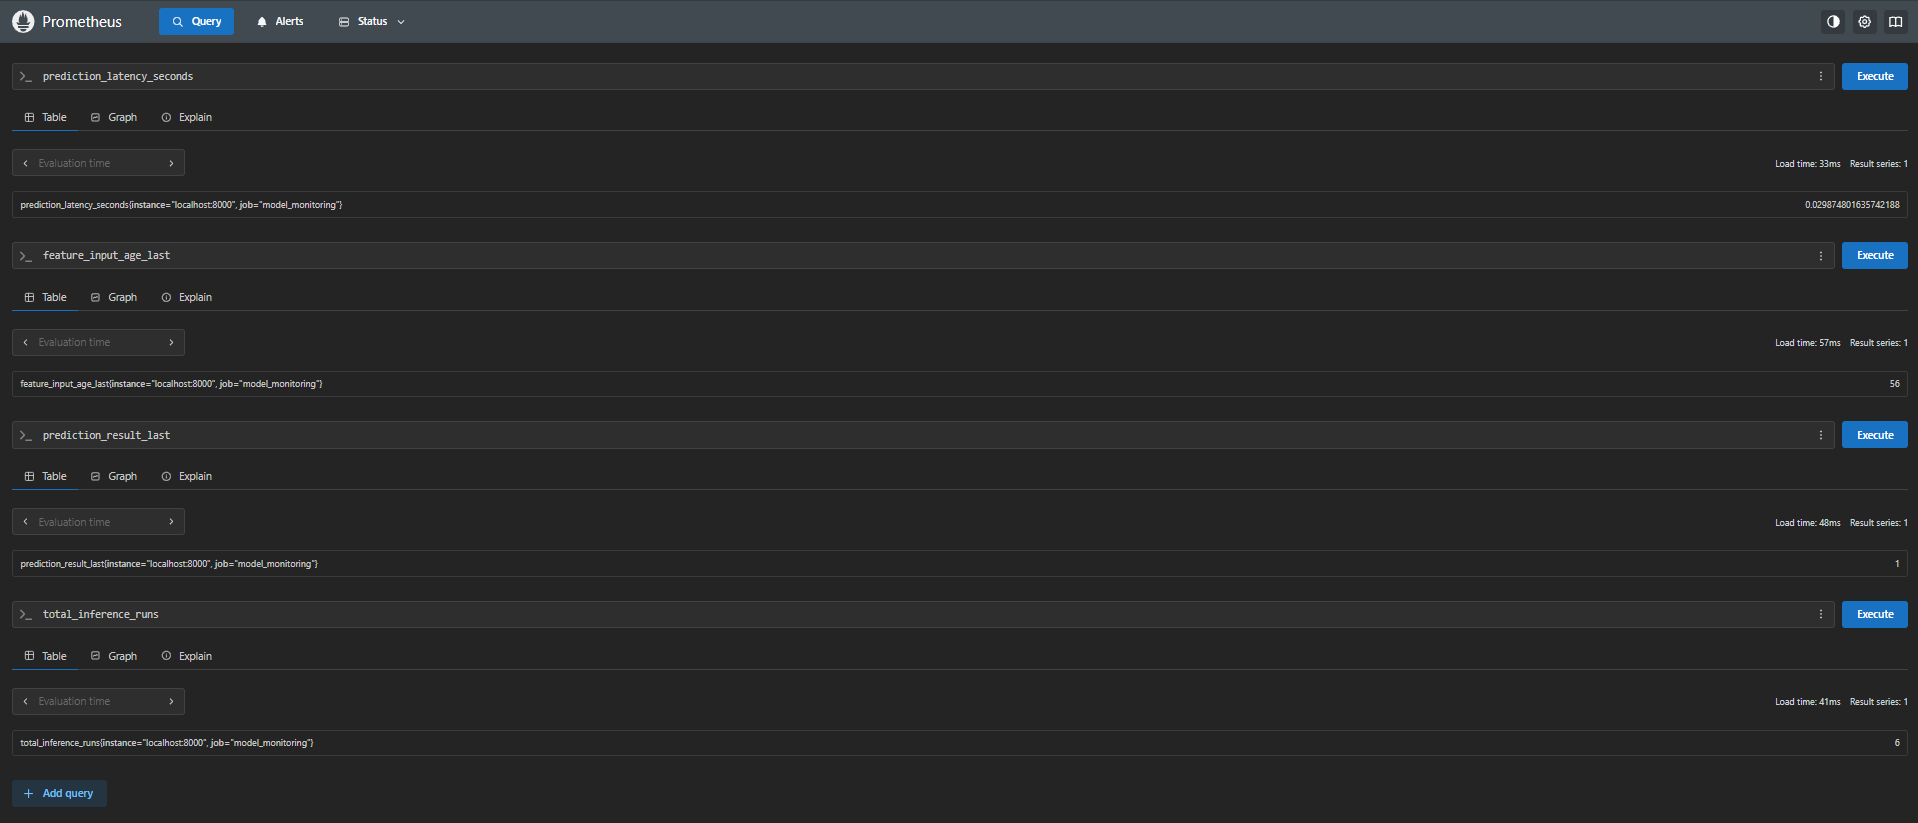 Prometheus Query Alerts Status
>_ prediction_latency_seconds Execute
Table Graph Explain
Evaluation time Load time: 33ms Result series: 1
prediction_latency_seconds{instance="localhost:8000", job="model_monitoring"} 0.029874801635742188
>_ feature_input_age_last Execute
Table Graph Explain
Evaluation time Load time: 57ms Result series: 1
feature_input_age_last{instance="localhost:8000", job="model_monitoring"} 56
>_ prediction_result_last Execute
Table Graph Explain
Evaluation time Load time: 48ms Result series: 1
prediction_result_last{instance="localhost:8000", job="model_monitoring"} 1
>_ total_inference_runs Execute
Table Graph Explain
Evaluation time Load time: 41ms Result series: 1
total_inference_runs{instance="localhost:8000", job="model_monitoring"} 6
+ Add query